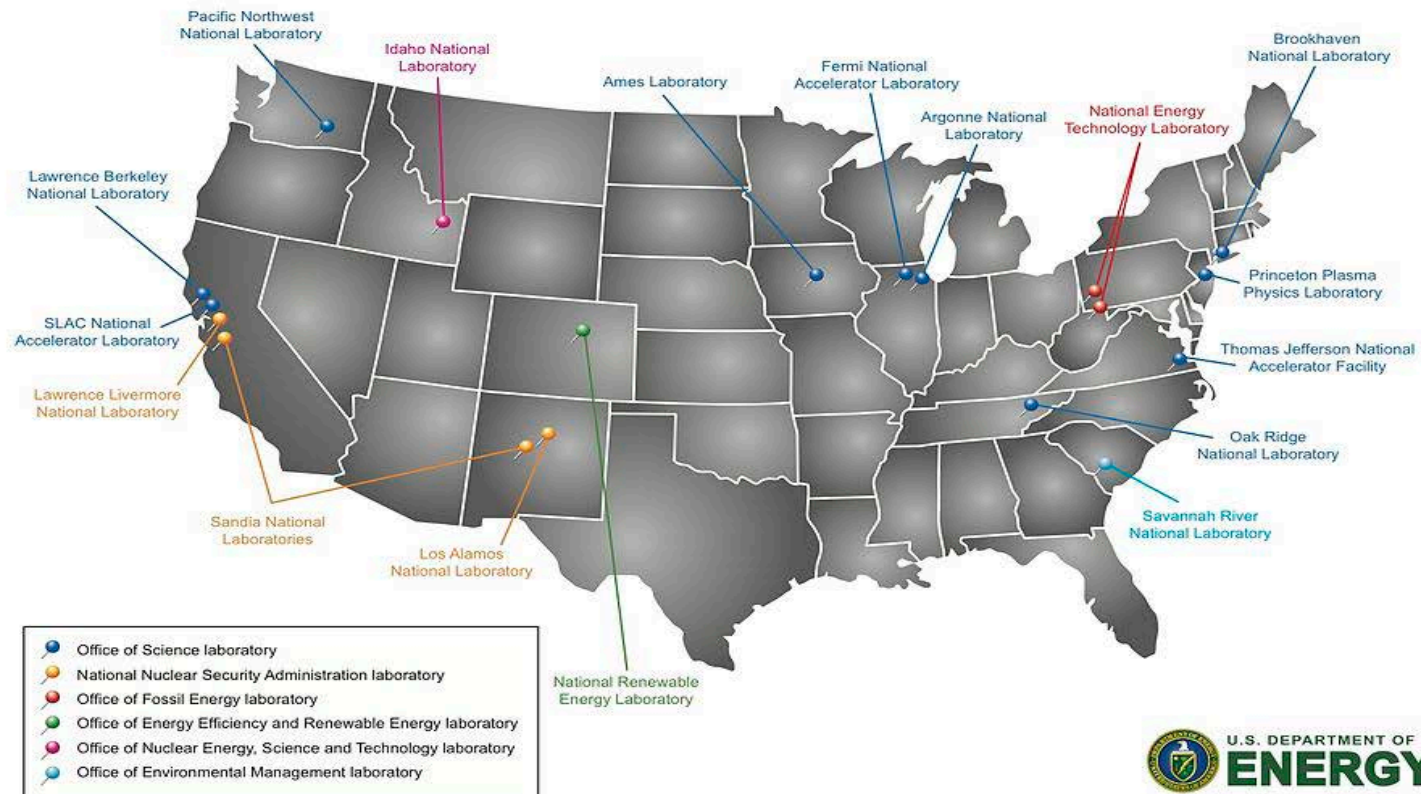 Pacific Northwest
National Laboratory
Idaho National
Laboratory
Ames Laboratory
Fermi National
Accelerator Laboratory
Argonne National
Laboratory
National Energy
Technology Laboratory
Brookhaven
National Laboratory
Lawrence Berkeley
National Laboratory
SLAC National
Accelerator Laboratory
Lawrence Livermore
National Laboratory
Princeton Plasma
Physics Laboratory
Thomas Jefferson National
Accelerator Facility
Oak Ridge
National Laboratory
Savannah River
National Laboratory
Sandia National
Laboratories
Los Alamos
National Laboratory
National Renewable
Energy Laboratory
Office of Science laboratory
National Nuclear Security Administration laboratory
Office of Fossil Energy laboratory
Office of Energy Efficiency and Renewable Energy laboratory
Office of Nuclear Energy, Science and Technology laboratory
Office of Environmental Management laboratory
U.S. DEPARTMENT OF
ENERGY